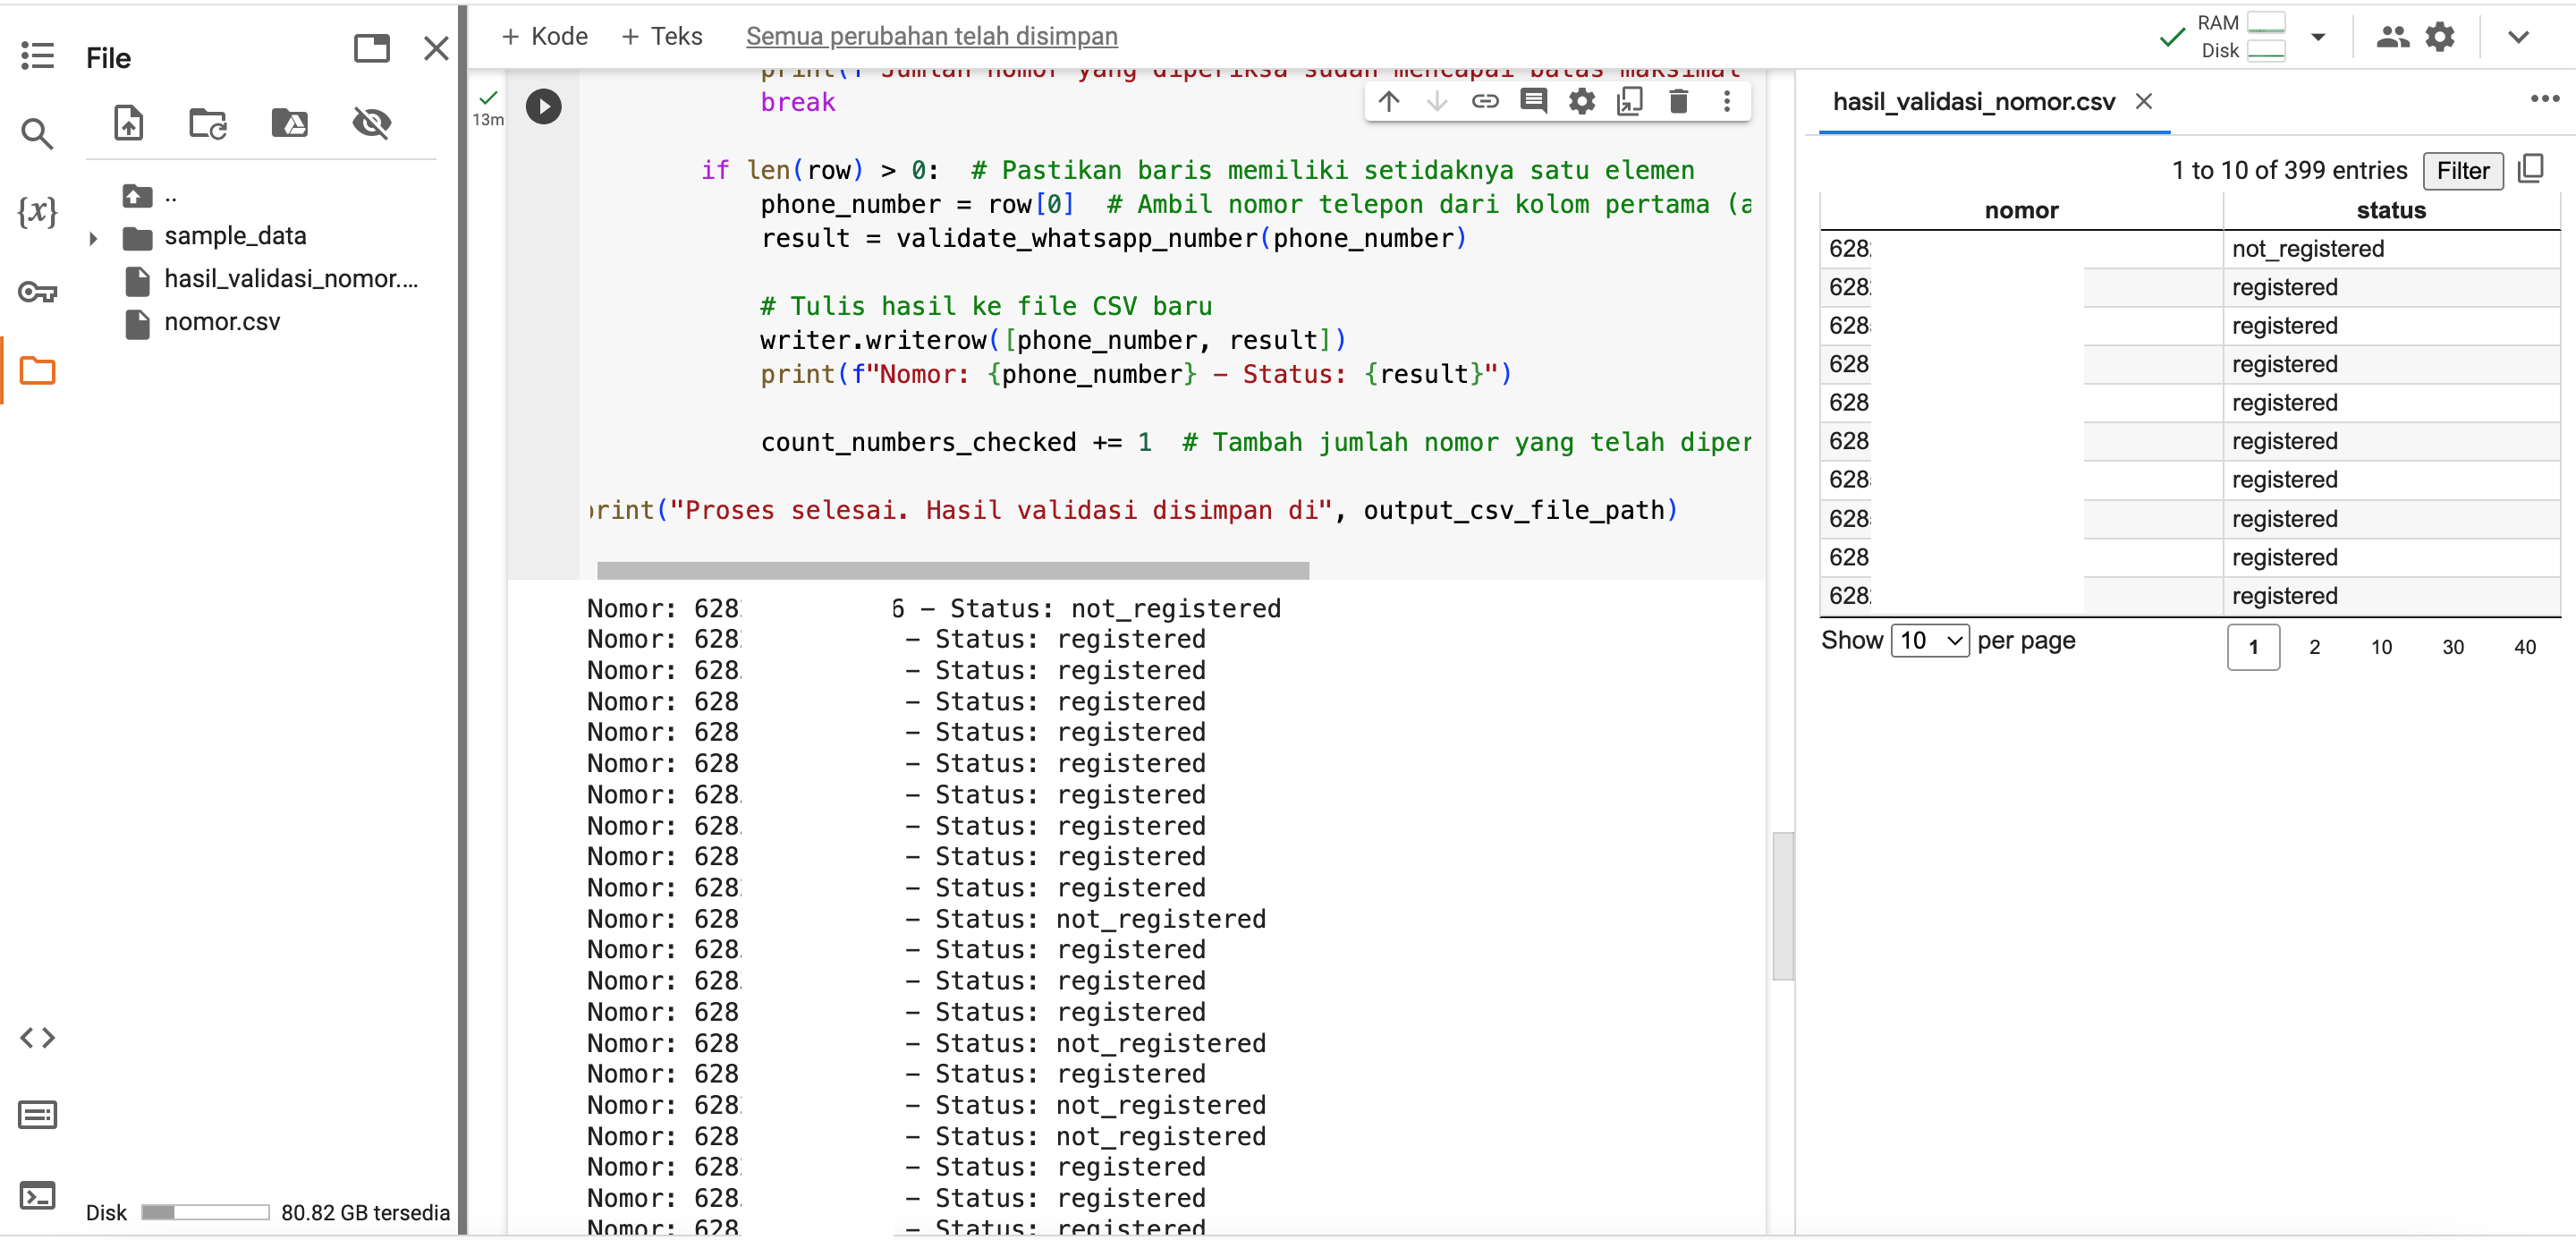 File
..
sample_data
hasil_validasi_nomor....
nomor.csv
Disk
80.82 GB tersedia
+ Kode + Teks Semua perubahan telah disimpan
RAM
Disk
13m
print(f"Jumlah nomor yang diperiksa sudah mencapai batas maksimal
break
if len(row) > 0:  # Pastikan baris memiliki setidaknya satu elemen
phone_number = row[0]  # Ambil nomor telepon dari kolom pertama (a
result = validate_whatsapp_number(phone_number)
# Tulis hasil ke file CSV baru
writer.writerow([phone_number, result])
print(f"Nomor: {phone_number} - Status: {result}")
count_numbers_checked += 1  # Tambah jumlah nomor yang telah diper
print("Proses selesai. Hasil validasi disimpan di", output_csv_file_path)
Nomor: 628 6 - Status: not_registered
Nomor: 628 - Status: registered
Nomor: 628 - Status: registered
Nomor: 628 - Status: registered
Nomor: 628 - Status: registered
Nomor: 628 - Status: registered
Nomor: 628 - Status: registered
Nomor: 628 - Status: registered
Nomor: 628 - Status: registered
Nomor: 628 - Status: registered
Nomor: 628 - Status: not_registered
Nomor: 628 - Status: registered
Nomor: 628 - Status: registered
Nomor: 628 - Status: registered
Nomor: 628 - Status: not_registered
Nomor: 628 - Status: registered
Nomor: 628 - Status: not_registered
Nomor: 628 - Status: not_registered
Nomor: 628 - Status: registered
Nomor: 628 - Status: registered
Nomor: 628 - Status: registered
hasil_validasi_nomor.csv
1 to 10 of 399 entries Filter
nomor status
628 not_registered
628 registered
628 registered
628 registered
628 registered
628 registered
628 registered
628 registered
628 registered
628 registered
Show 10 per page 1 2 10 30 40